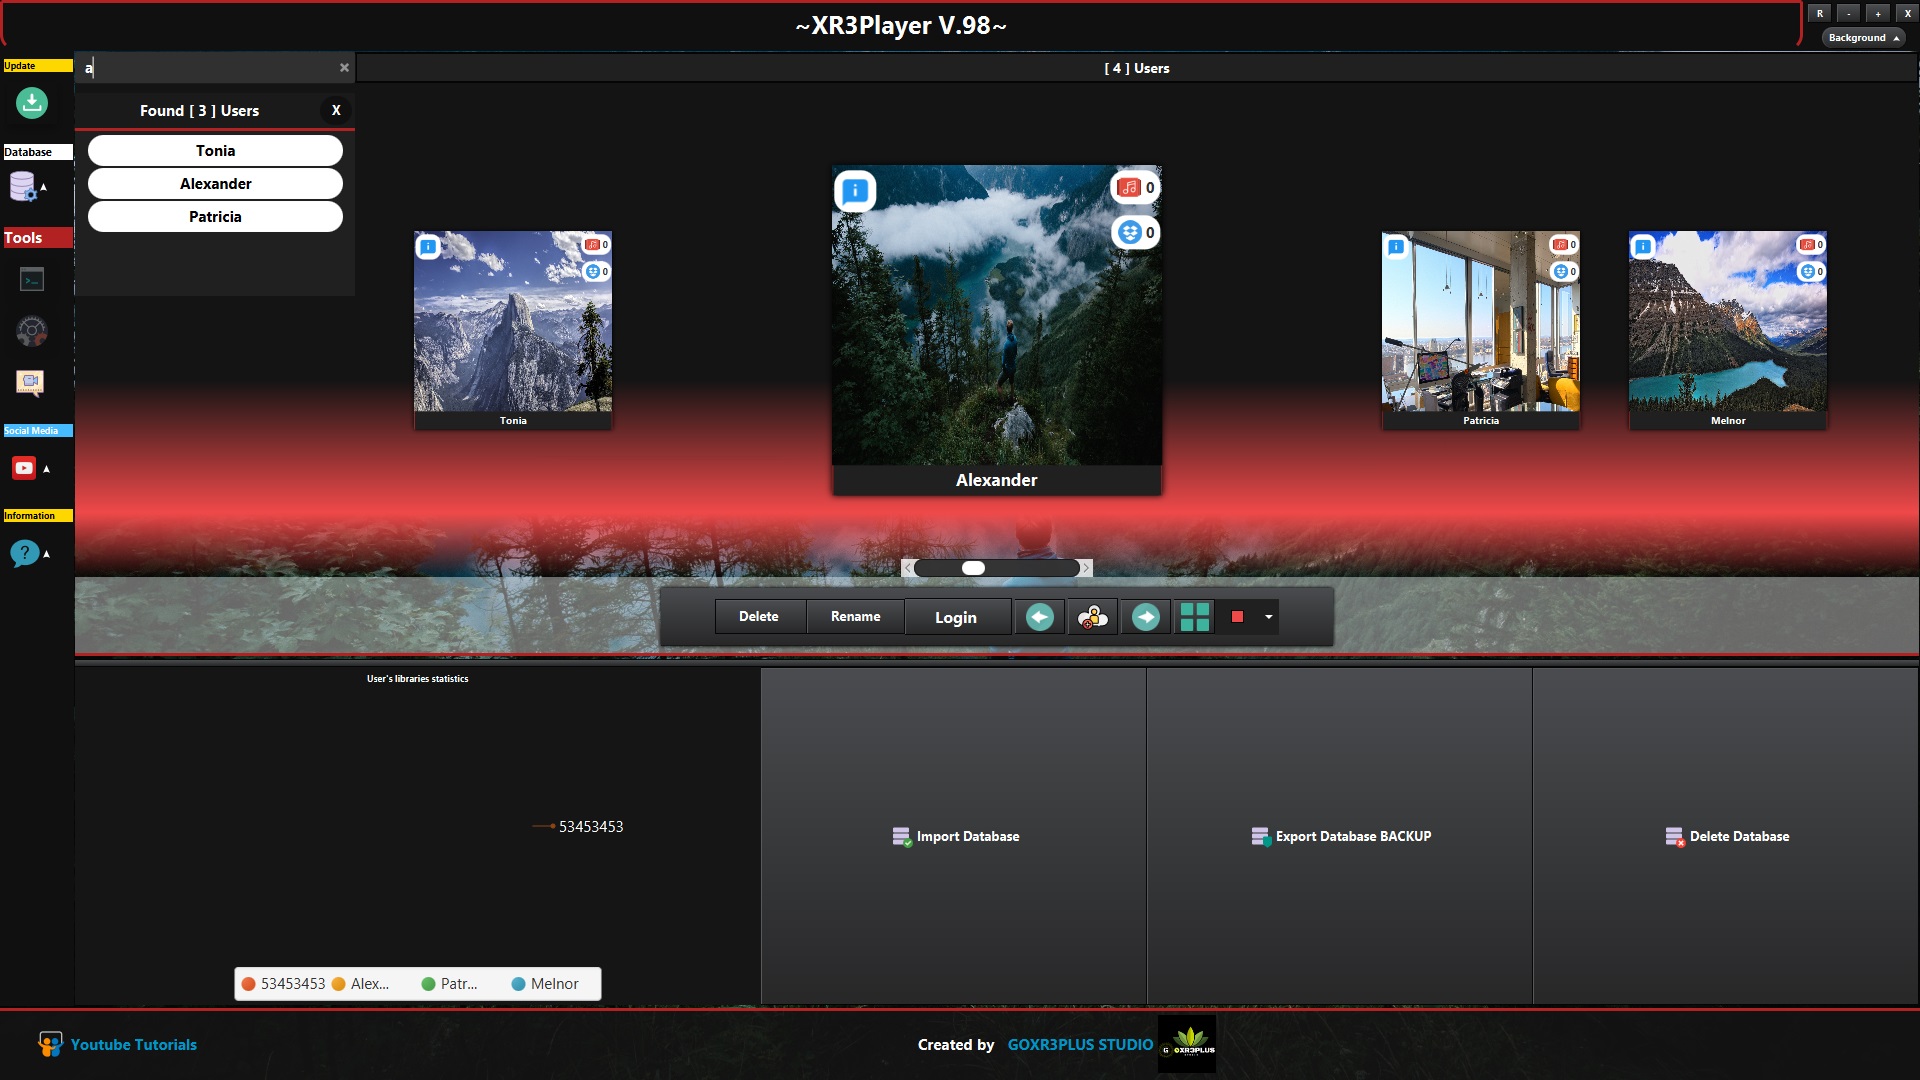 ~XR3Player V.98~
R - + X
Background
Update
a
[ 4 ] Users
Found [ 3 ] Users X
Tonia
Alexander
Patricia
Database
Tools
Social Media
Information
0
0
Tonia
0
0
Alexander
0
0
Patricia
0
0
Melnor
Delete Rename Login
User's libraries statistics
53453453
53453453 Alex... Patr... Melnor
Import Database
Export Database BACKUP
Delete Database
Youtube Tutorials
Created by GOXR3PLUS STUDIO
GOXR3PLUS